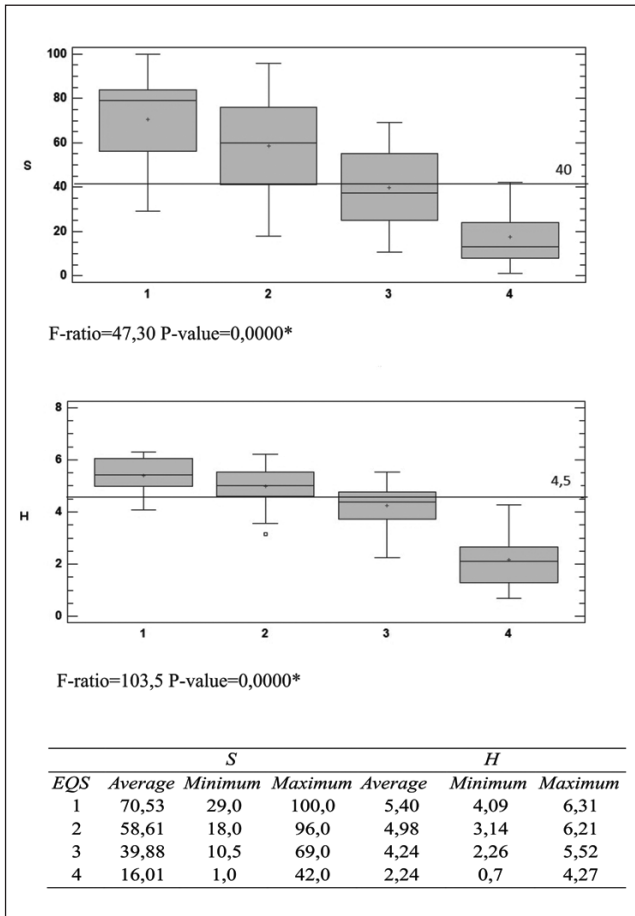 100
80
60
S
40
40
20
0
1 2 3 4
F-ratio=47,30 P-value=0,0000*
8
6
4,5
4
H
2
0
1 2 3 4
F-ratio=103,5 P-value=0,0000*
S H
EQS Average Minimum Maximum Average Minimum Maximum
1 70,53 29,0 100,0 5,40 4,09 6,31
2 58,61 18,0 96,0 4,98 3,14 6,21
3 39,88 10,5 69,0 4,24 2,26 5,52
4 16,01 1,0 42,0 2,24 0,7 4,27